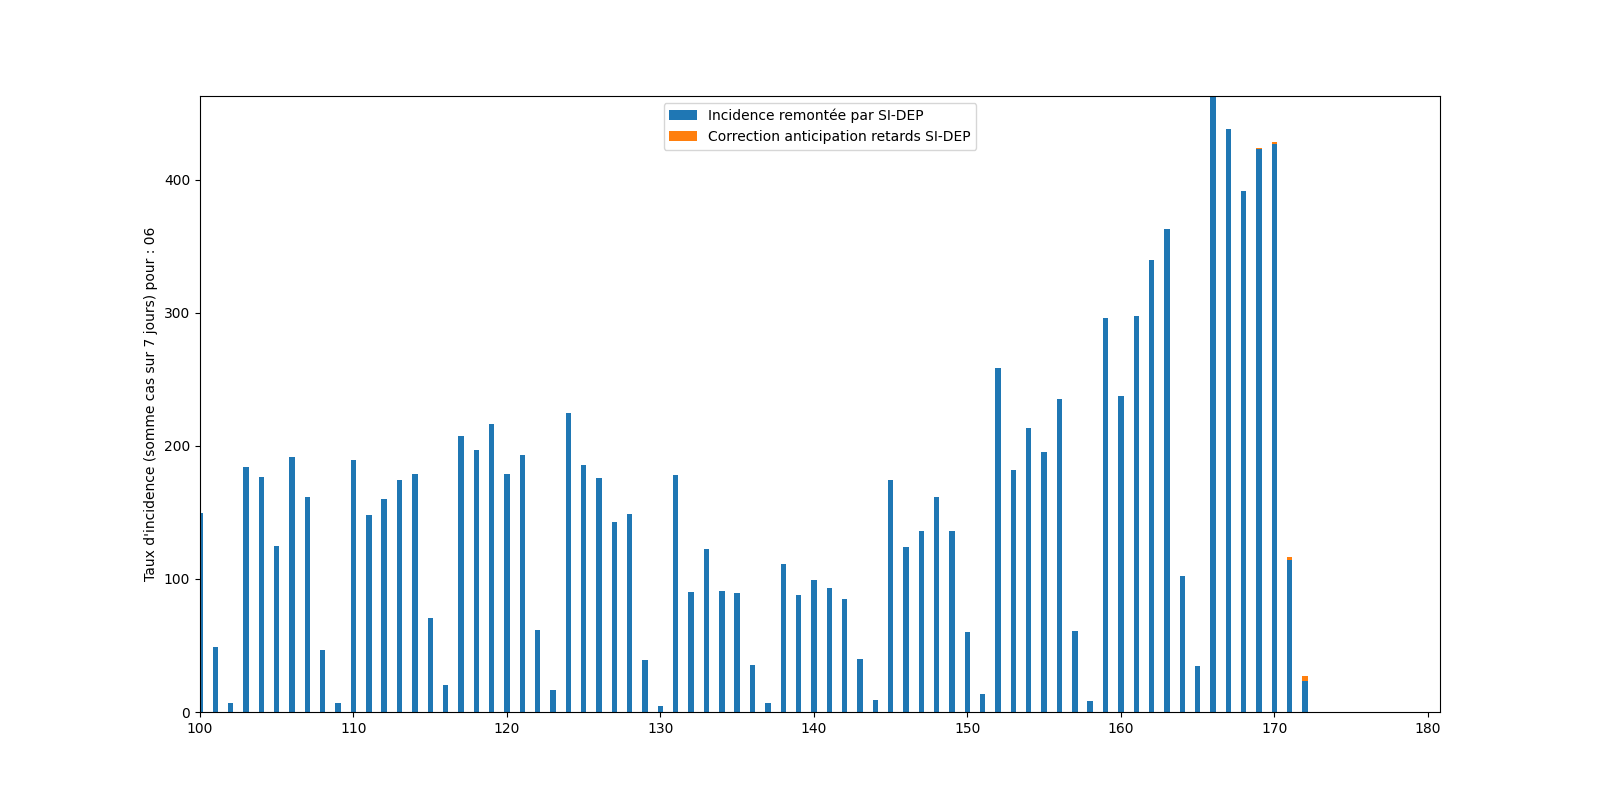 Incidence remontée par SI-DEP
Correction anticipation retards SI-DEP
Taux d'incidence (somme cas sur 7 jours) pour : 06
400
300
200
100
0
100 110 120 130 140 150 160 170 180